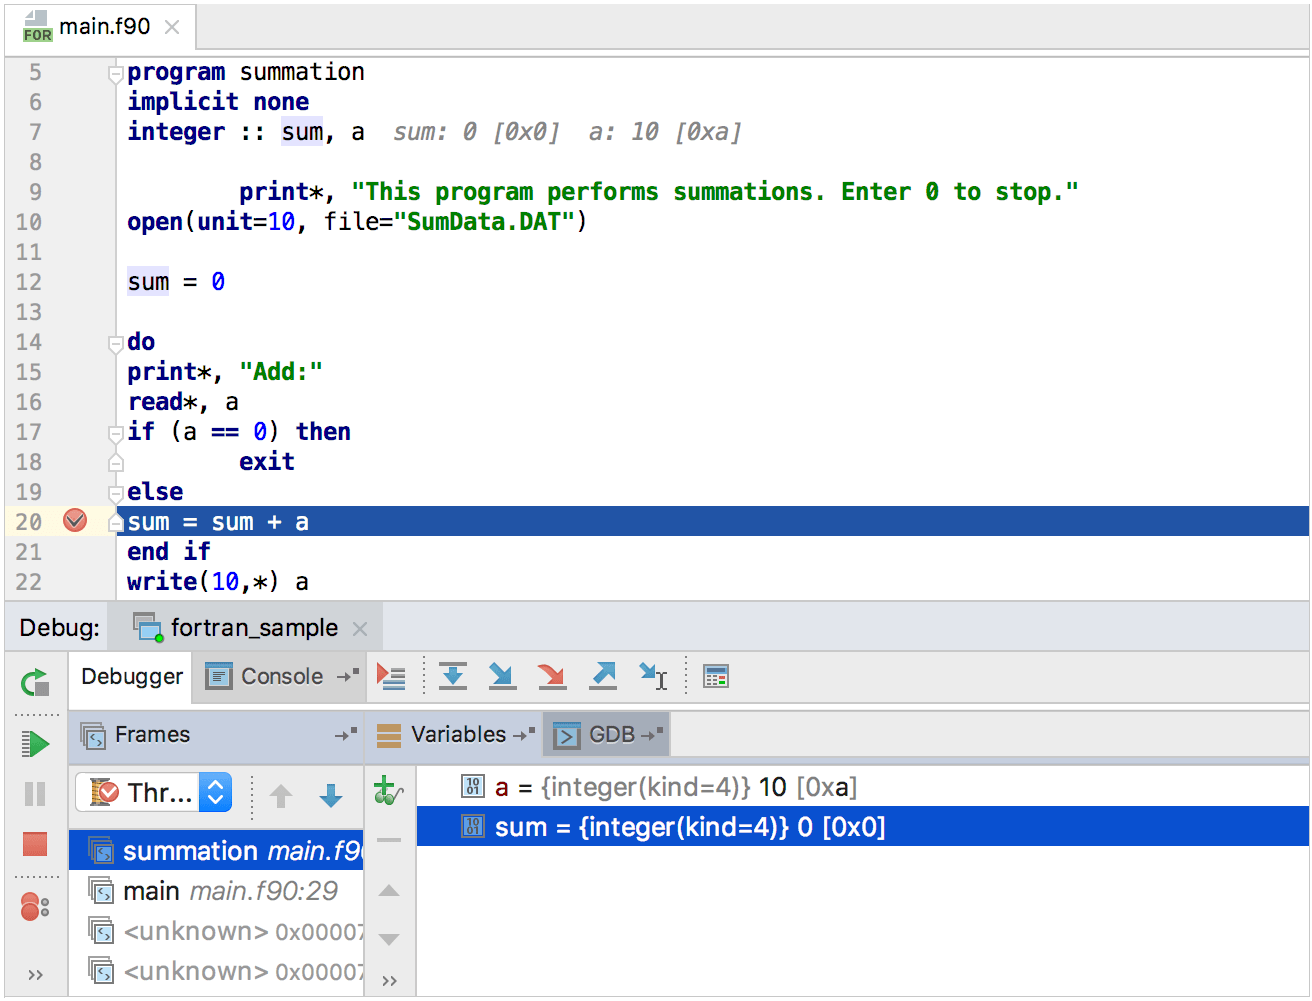 FOR main.f90
5 program summation
6 implicit none
7 integer :: sum, a sum: 0 [0x0] a: 10 [0xa]
8
9 print*, "This program performs summations. Enter 0 to stop."
10 open(unit=10, file="SumData.DAT")
11
12 sum = 0
13
14 do
15 print*, "Add:"
16 read*, a
17 if (a == 0) then
18 exit
19 else
20 sum = sum + a
21 end if
22 write(10,*) a
Debug: fortran_sample
Debugger Console
Frames Variables GDB
Thr...
a = {integer(kind=4)} 10 [0xa]
sum = {integer(kind=4)} 0 [0x0]
summation main.f90
main main.f90:29
<unknown> 0x00007
<unknown> 0x00007